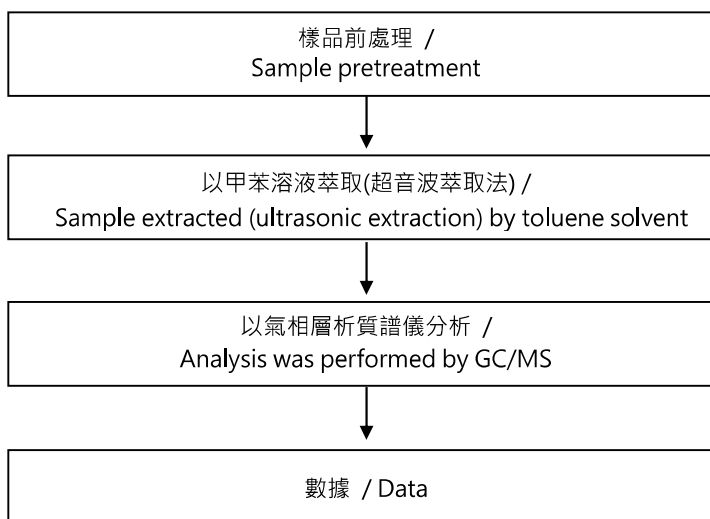 樣品前處理 /
Sample pretreatment
以甲苯溶液萃取(超音波萃取法) /
Sample extracted (ultrasonic extraction) by toluene solvent
以氣相層析質譜儀分析 /
Analysis was performed by GC/MS
數據 / Data